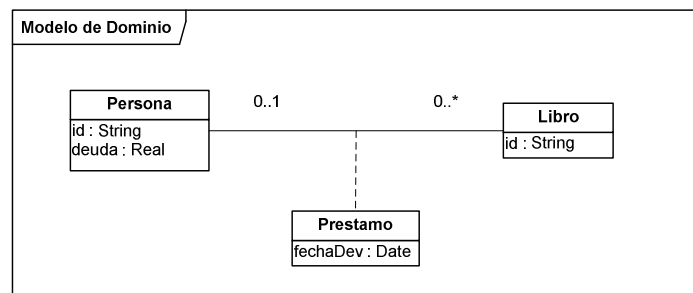 Modelo de Dominio
Persona
id : String
deuda : Real
0..1
0..*
Libro
id : String
Prestamo
fechaDev : Date